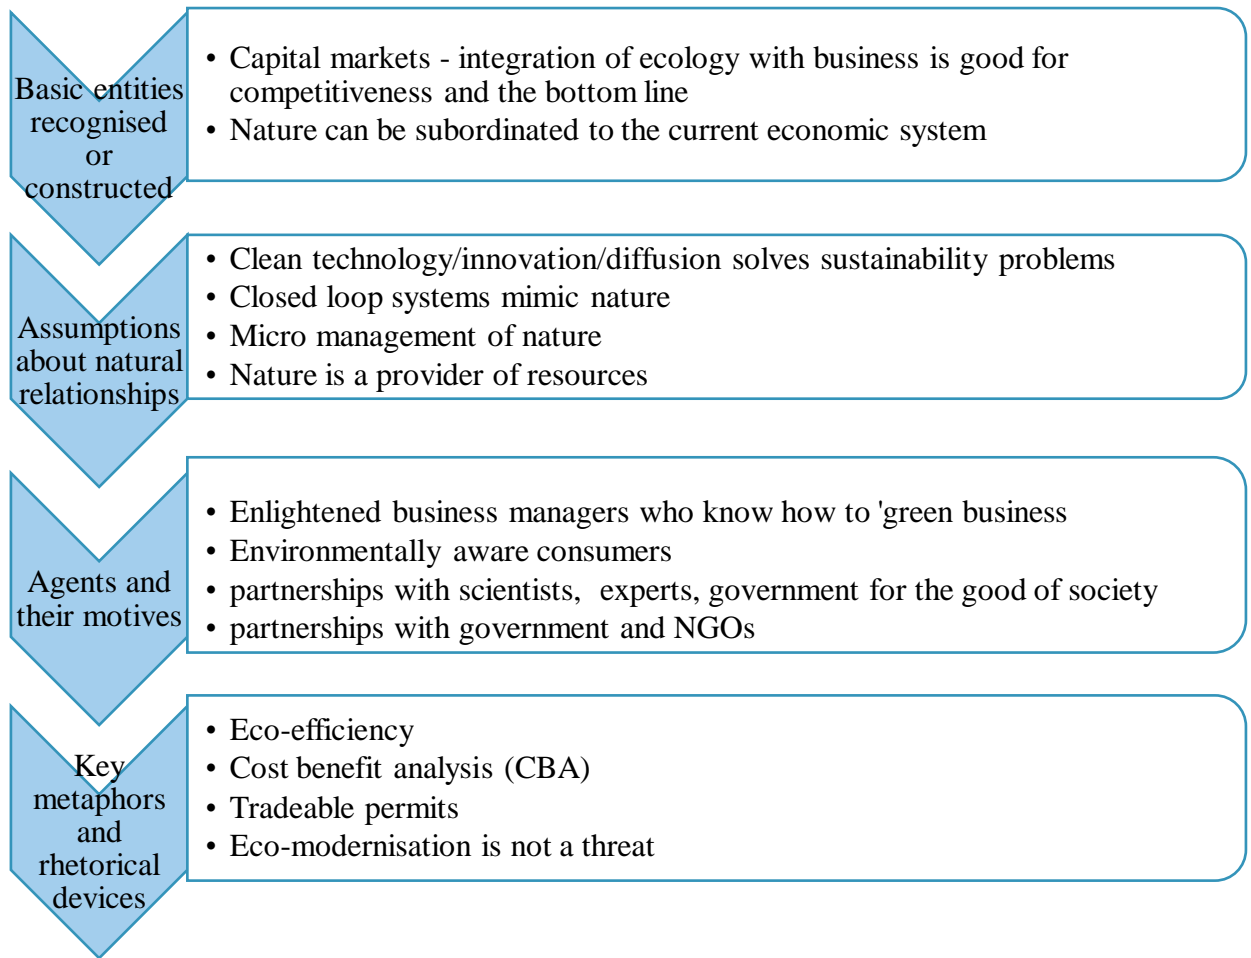 Basic entities
recognised
or
constructed
• Capital markets - integration of ecology with business is good for
competitiveness and the bottom line
• Nature can be subordinated to the current economic system
Assumptions
about natural
relationships
• Clean technology/innovation/diffusion solves sustainability problems
• Closed loop systems mimic nature
• Micro management of nature
• Nature is a provider of resources
Agents and
their motives
• Enlightened business managers who know how to 'green business
• Environmentally aware consumers
• partnerships with scientists, experts, government for the good of society
• partnerships with government and NGOs
Key
metaphors
and
rhetorical
devices
• Eco-efficiency
• Cost benefit analysis (CBA)
• Tradeable permits
• Eco-modernisation is not a threat